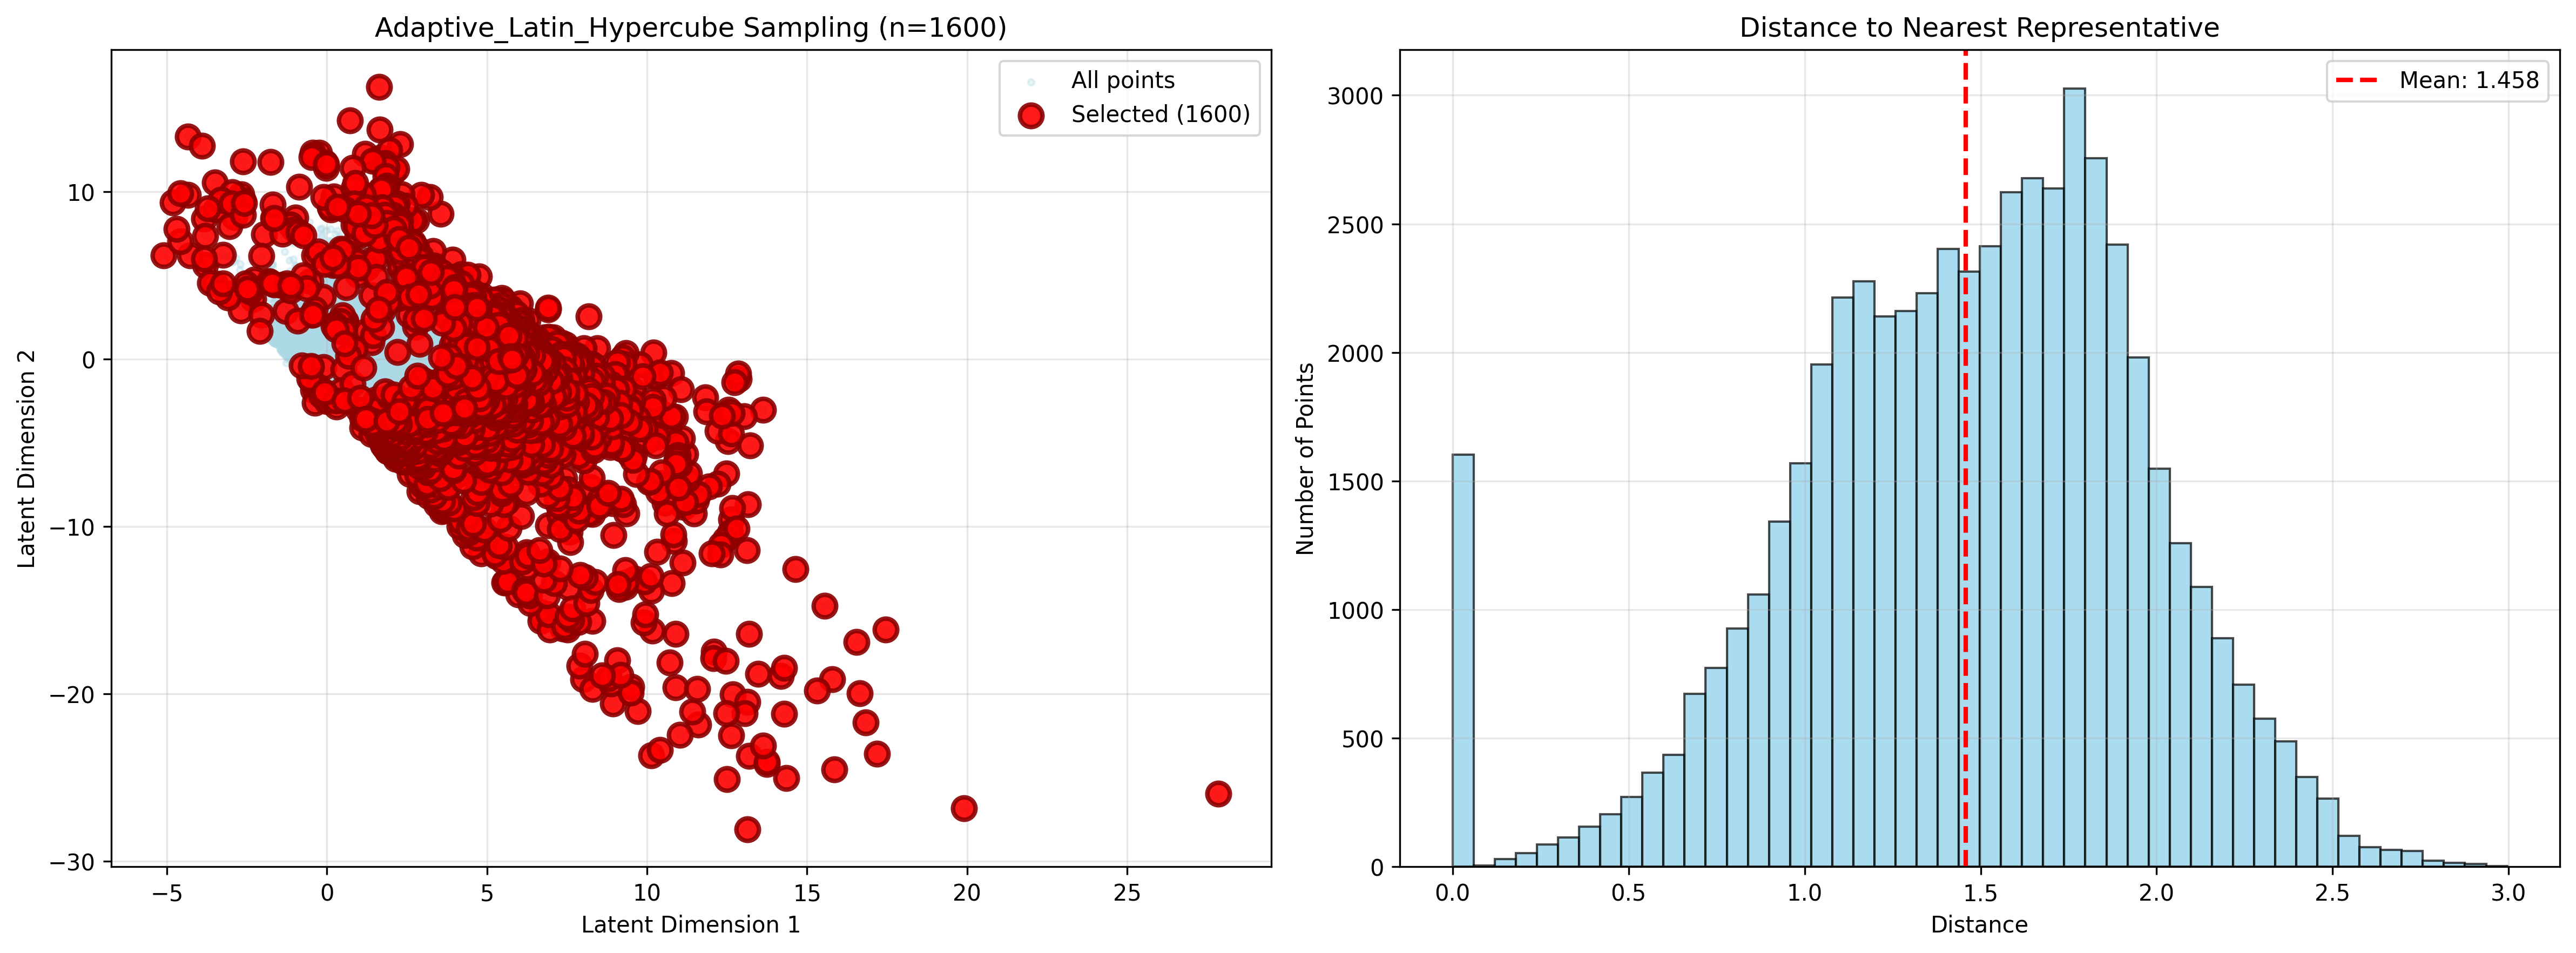 Adaptive_Latin_Hypercube Sampling (n=1600)
All points
Selected (1600)
10
0
−10
−20
−30
Latent Dimension 2
−5
0
5
10
15
20
25
Latent Dimension 1
Distance to Nearest Representative
Mean: 1.458
3000
2500
2000
1500
1000
500
0
Number of Points
0.0
0.5
1.0
1.5
2.0
2.5
3.0
Distance